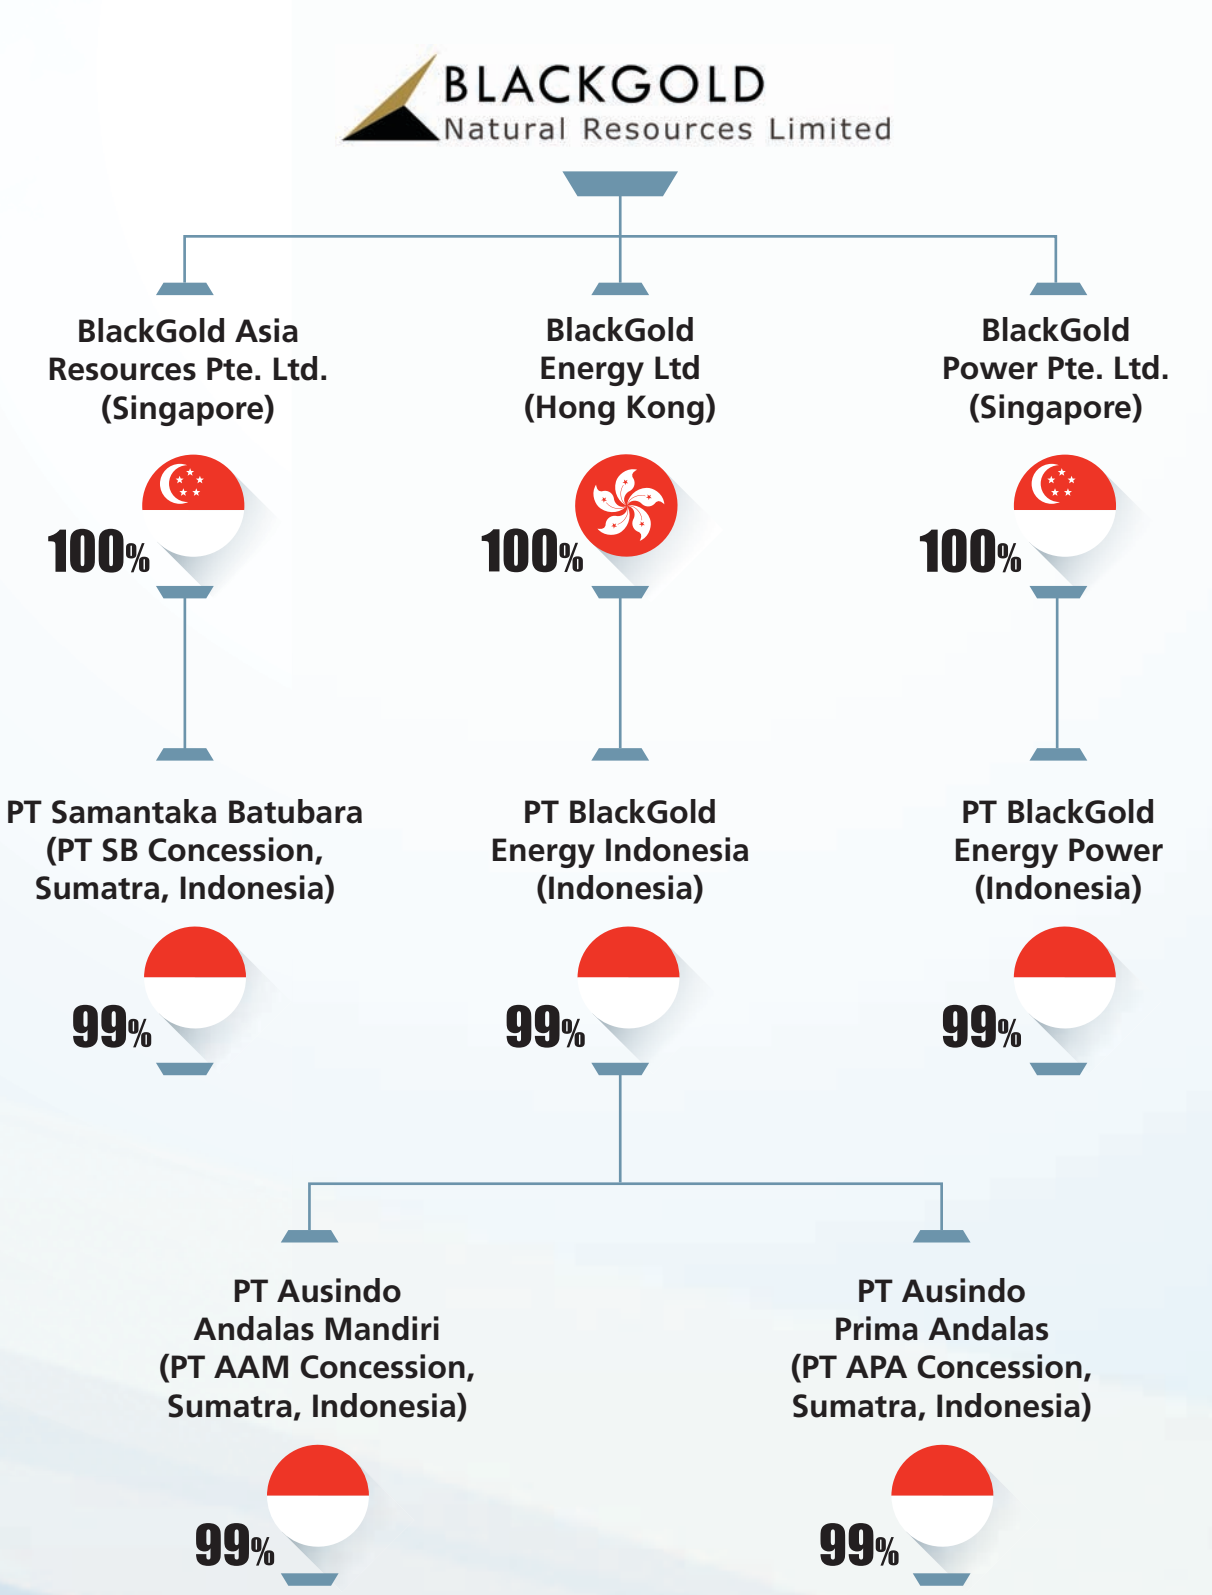 BLACKGOLD
Natural Resources Limited
BlackGold Asia
Resources Pte. Ltd.
(Singapore)
100%
BlackGold
Energy Ltd
(Hong Kong)
100%
BlackGold
Power Pte. Ltd.
(Singapore)
100%
PT Samantaka Batubara
(PT SB Concession,
Sumatra, Indonesia)
99%
PT BlackGold
Energy Indonesia
(Indonesia)
99%
PT BlackGold
Energy Power
(Indonesia)
99%
PT Ausindo
Andalas Mandiri
(PT AAM Concession,
Sumatra, Indonesia)
99%
PT Ausindo
Prima Andalas
(PT APA Concession,
Sumatra, Indonesia)
99%